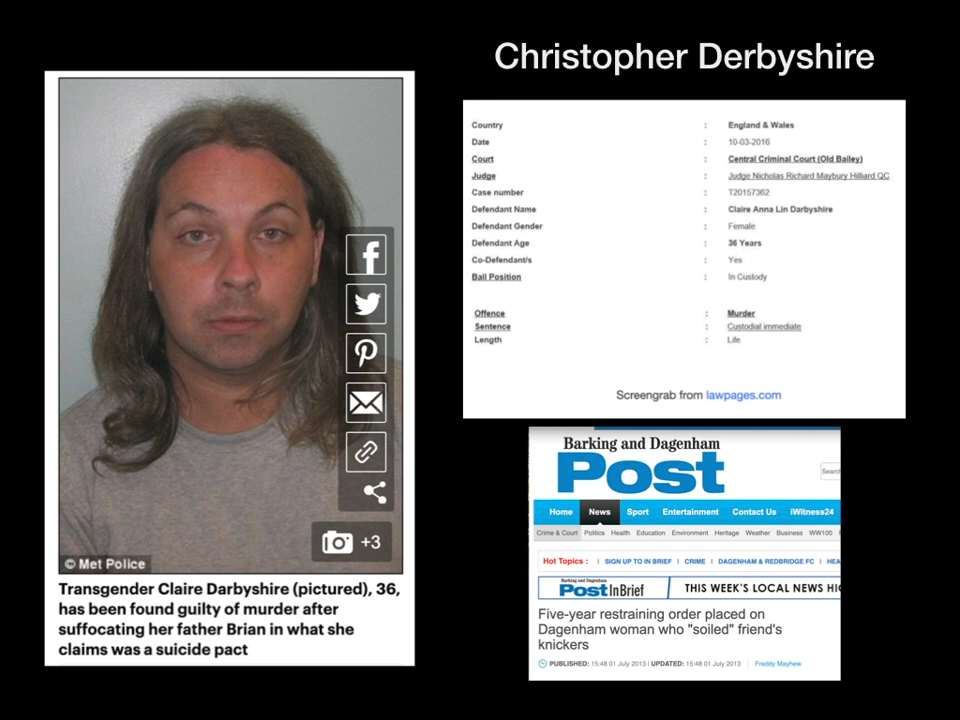 Christopher Derbyshire
© Met Police
+3
Transgender Claire Darbyshire (pictured), 36,
has been found guilty of murder after
suffocating her father Brian in what she
claims was a suicide pact
Country : England & Wales
Date : 10-03-2016
Court : Central Criminal Court (Old Bailey)
Judge : Judge Nicholas Richard Maybury Hilliard QC
Case number : T20157362
Defendant Name : Claire Anna Lin Darbyshire
Defendant Gender : Female
Defendant Age : 36 Years
Co-Defendant/s : Yes
Bail Position : In Custody
Offence : Murder
Sentence : Custodial immediate
Length : Life
Screengrab from lawpages.com
Barking and Dagenham
Post
Search
Home News Sport Entertainment Contact Us IWitness24
Crime & Court Politics Health Education Environment Heritage Weather Business WW100
Hot Topics : | SIGN UP TO IN BRIEF | CRIME | DAGENHAM & REDBRIDGE FC | HEA
Barking and Dagenham
Post InBrief THIS WEEK'S LOCAL NEWS HIG
Five-year restraining order placed on
Dagenham woman who "soiled" friend's
knickers
PUBLISHED: 15:48 01 July 2013 | UPDATED: 15:48 01 July 2013 Freddy Mayhew